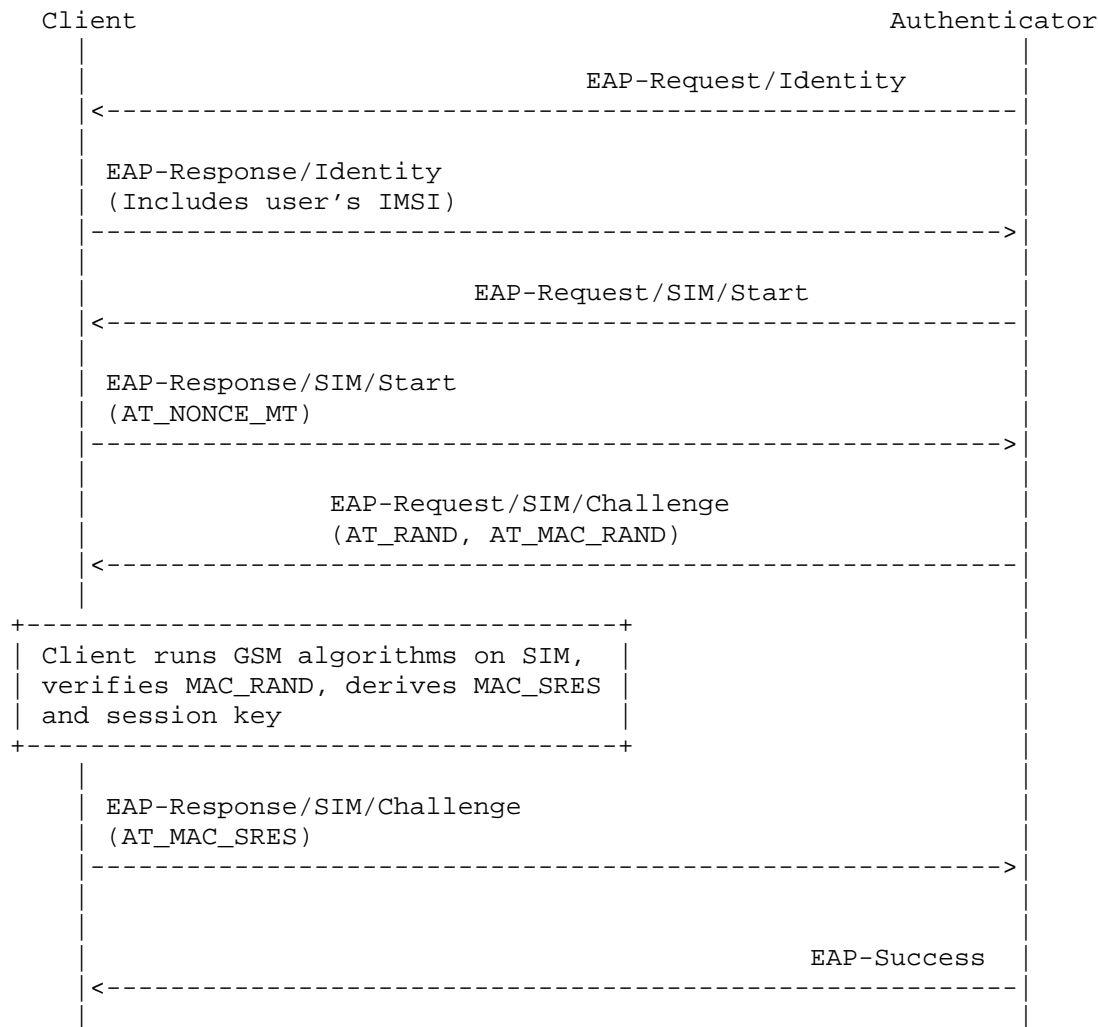 Client Authenticator
EAP-Request/Identity
EAP-Response/Identity
(Includes user's IMSI)
EAP-Request/SIM/Start
EAP-Response/SIM/Start
(AT_NONCE_MT)
EAP-Request/SIM/Challenge
(AT_RAND, AT_MAC_RAND)
Client runs GSM algorithms on SIM,
verifies MAC_RAND, derives MAC_SRES
and session key
EAP-Response/SIM/Challenge
(AT_MAC_SRES)
EAP-Success